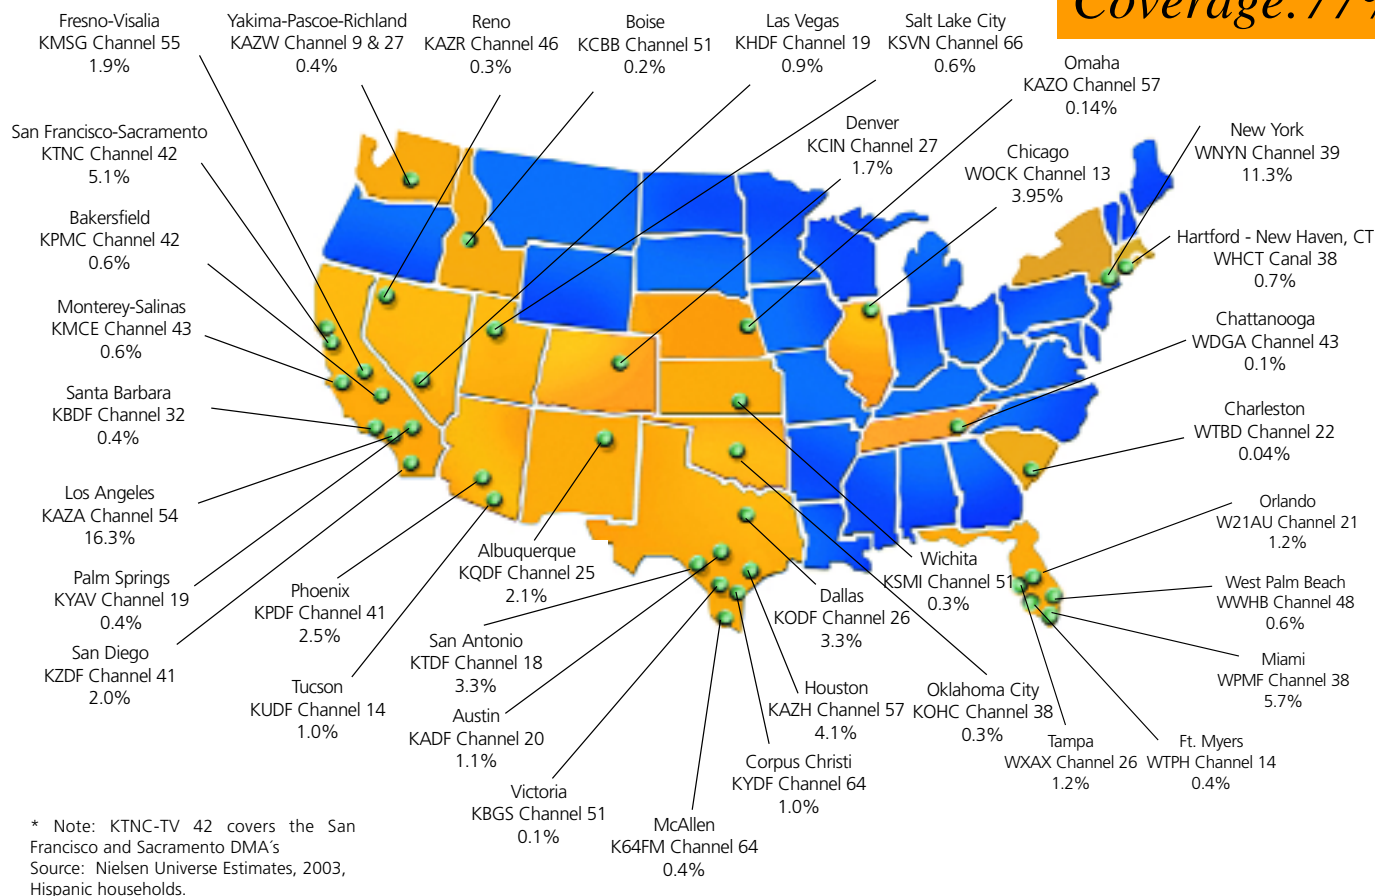 Coverage: 77%
Fresno-Visalia
KMSG Channel 55
1.9%
Yakima-Pascoe-Richland
KAZW Channel 9 & 27
0.4%
Reno
KAZR Channel 46
0.3%
Boise
KCBB Channel 51
0.2%
Las Vegas
KHDF Channel 19
0.9%
Salt Lake City
KSVN Channel 66
0.6%
Omaha
KAZO Channel 57
0.14%
Denver
KCIN Channel 27
1.7%
Chicago
WOCK Channel 13
3.95%
New York
WNYN Channel 39
11.3%
Hartford - New Haven, CT
WHCT Canal 38
0.7%
Chattanooga
WDGA Channel 43
0.1%
Charleston
WTBD Channel 22
0.04%
Orlando
W21AU Channel 21
1.2%
West Palm Beach
WWHB Channel 48
0.6%
Miami
WPMF Channel 38
5.7%
Ft. Myers
WTPH Channel 14
0.4%
Tampa
WXAX Channel 26
1.2%
Oklahoma City
KOHC Channel 38
0.3%
Wichita
KSMI Channel 51
0.3%
Dallas
KODF Channel 26
3.3%
Houston
KAZH Channel 57
4.1%
Corpus Christi
KYDF Channel 64
1.0%
McAllen
K64FM Channel 64
0.4%
Victoria
KBGS Channel 51
0.1%
Austin
KADF Channel 20
1.1%
San Antonio
KTDF Channel 18
3.3%
Albuquerque
KQDF Channel 25
2.1%
Tucson
KUDF Channel 14
1.0%
Phoenix
KPDF Channel 41
2.5%
San Francisco-Sacramento
KTNC Channel 42
5.1%
Bakersfield
KPMC Channel 42
0.6%
Monterey-Salinas
KMCE Channel 43
0.6%
Santa Barbara
KBDF Channel 32
0.4%
Los Angeles
KAZA Channel 54
16.3%
Palm Springs
KYAV Channel 19
0.4%
San Diego
KZDF Channel 41
2.0%
* Note: KTNC-TV 42 covers the San
Francisco and Sacramento DMA´s
Source: Nielsen Universe Estimates, 2003,
Hispanic households.